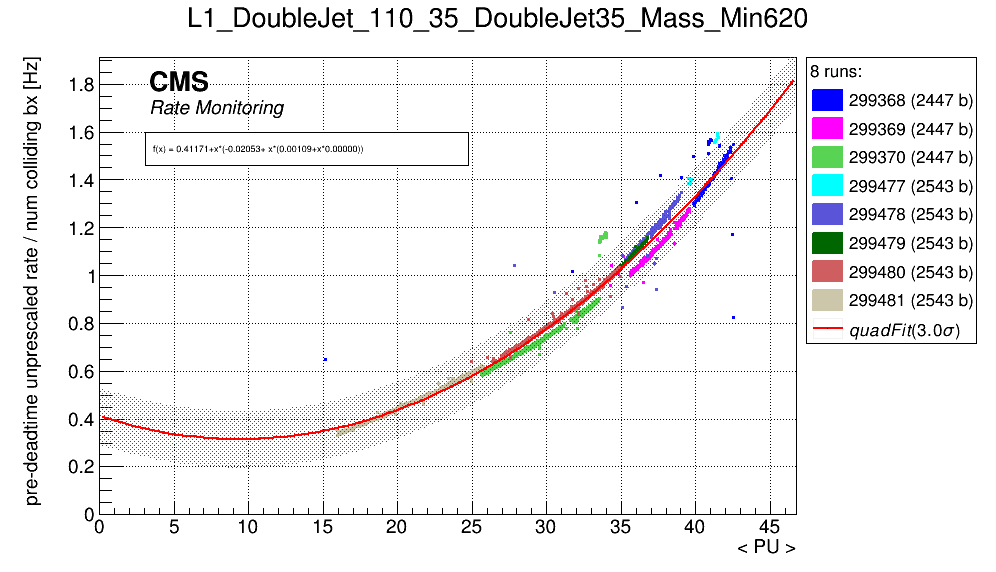 L1_DoubleJet_110_35_DoubleJet35_Mass_Min620
pre-deadtime unprescaled rate / num colliding bx [Hz]
CMS
Rate Monitoring
f(x) = 0.41171+x*(-0.02053+ x*(0.00109+x*0.00000))
1.8
1.6
1.4
1.2
1
0.8
0.6
0.4
0.2
0
0 5 10 15 20 25 30 35 40 45
< PU >
8 runs:
299368 (2447 b)
299369 (2447 b)
299370 (2447 b)
299477 (2543 b)
299478 (2543 b)
299479 (2543 b)
299480 (2543 b)
299481 (2543 b)
quadFit(3.0σ)